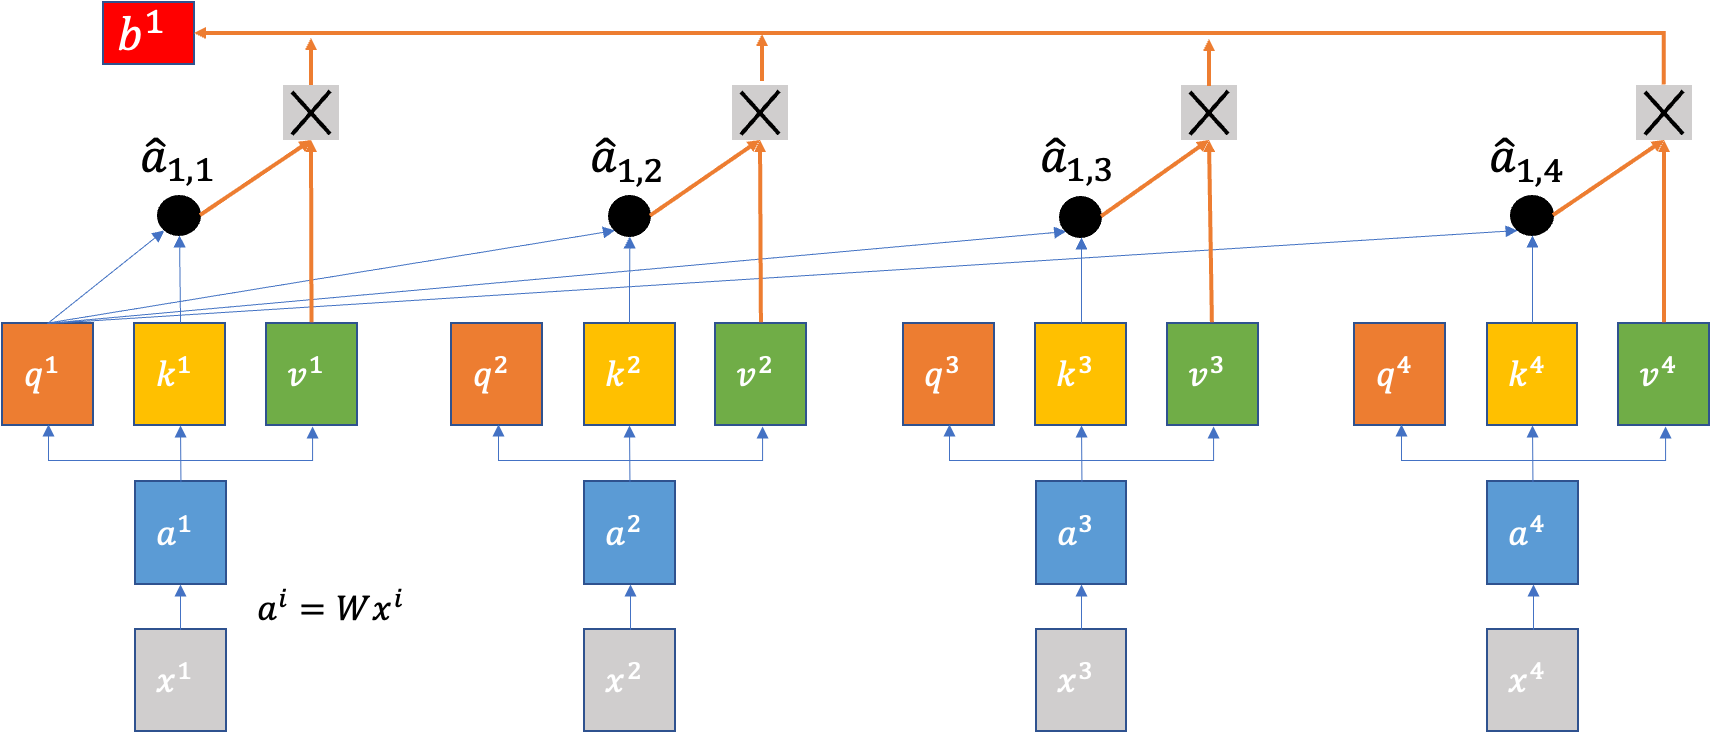 b¹
â₁,₁ â₁,₂ â₁,₃ â₁,₄
q¹ k¹ v¹ q² k² v² q³ k³ v³ q⁴ k⁴ v⁴
a¹ a² a³ a⁴
aⁱ = Wxⁱ
x¹ x² x³ x⁴